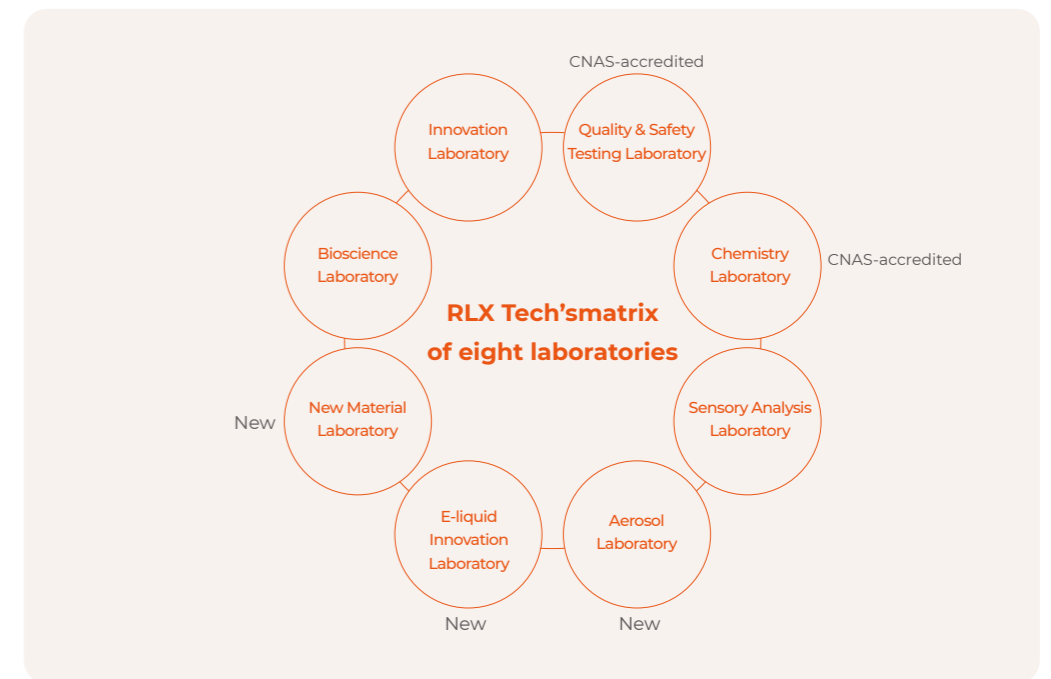 CNAS-accredited
Innovation
Laboratory
Quality & Safety
Testing Laboratory
Bioscience
Laboratory
Chemistry
Laboratory
CNAS-accredited
RLX Tech’smatrix
of eight laboratories
New
New Material
Laboratory
Sensory Analysis
Laboratory
E-liquid
Innovation
Laboratory
Aerosol
Laboratory
New
New